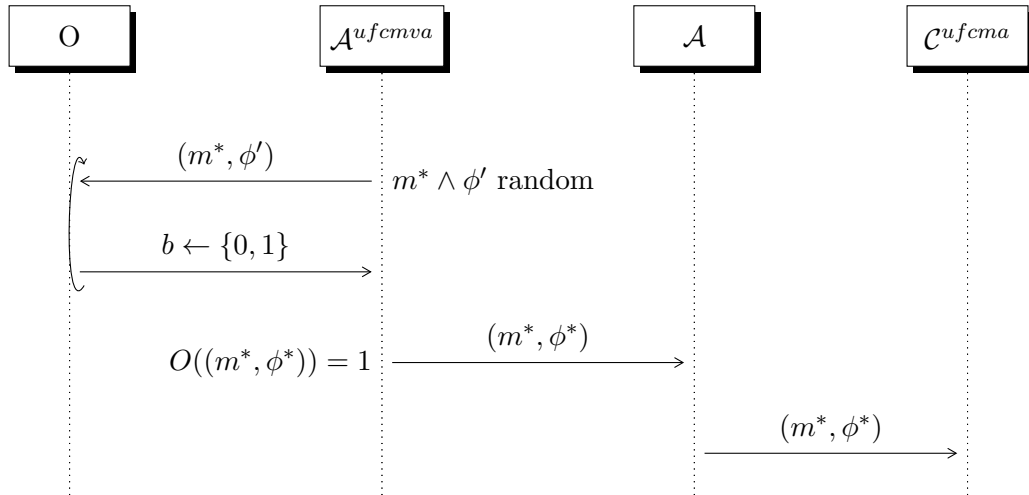 O
𝒜^{ufcmva}
𝒜
𝒞^{ufcma}
(m*, ϕ′)
m* ∧ ϕ′ random
b ← {0, 1}
O((m*, ϕ*)) = 1
(m*, ϕ*)
(m*, ϕ*)